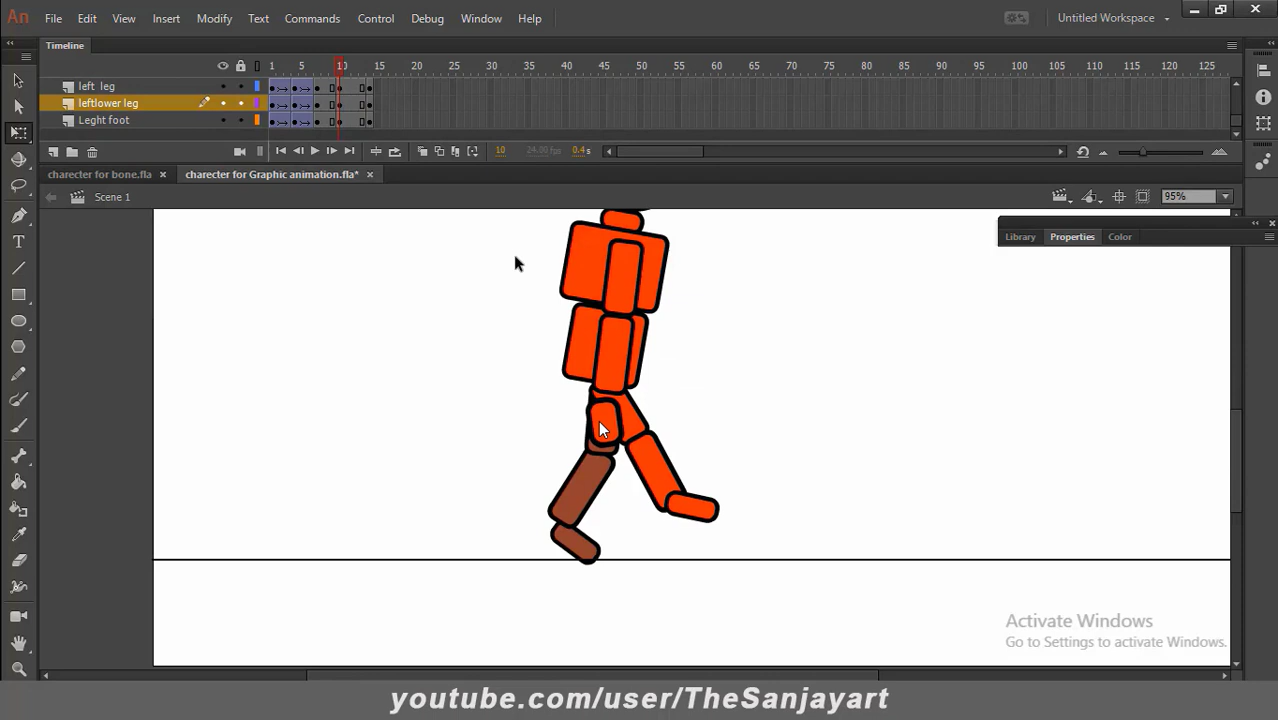 An File Edit View Insert Modify Text Commands Control Debug Window Help Untitled Workspace
Timeline
1 5 10 15 20 25 30 35 40 45 50 55 60 65 70 75 80 85 90 95 100 105 110 115 120 125
left leg
leftlower leg
Leght foot
10 24.00 fps 0.4 s
charecter for bone.fla × charecter for Graphic animation.fla* ×
Scene 1 95%
Library Properties Color
Activate Windows
Go to Settings to activate Windows.
youtube.com/user/TheSanjayart